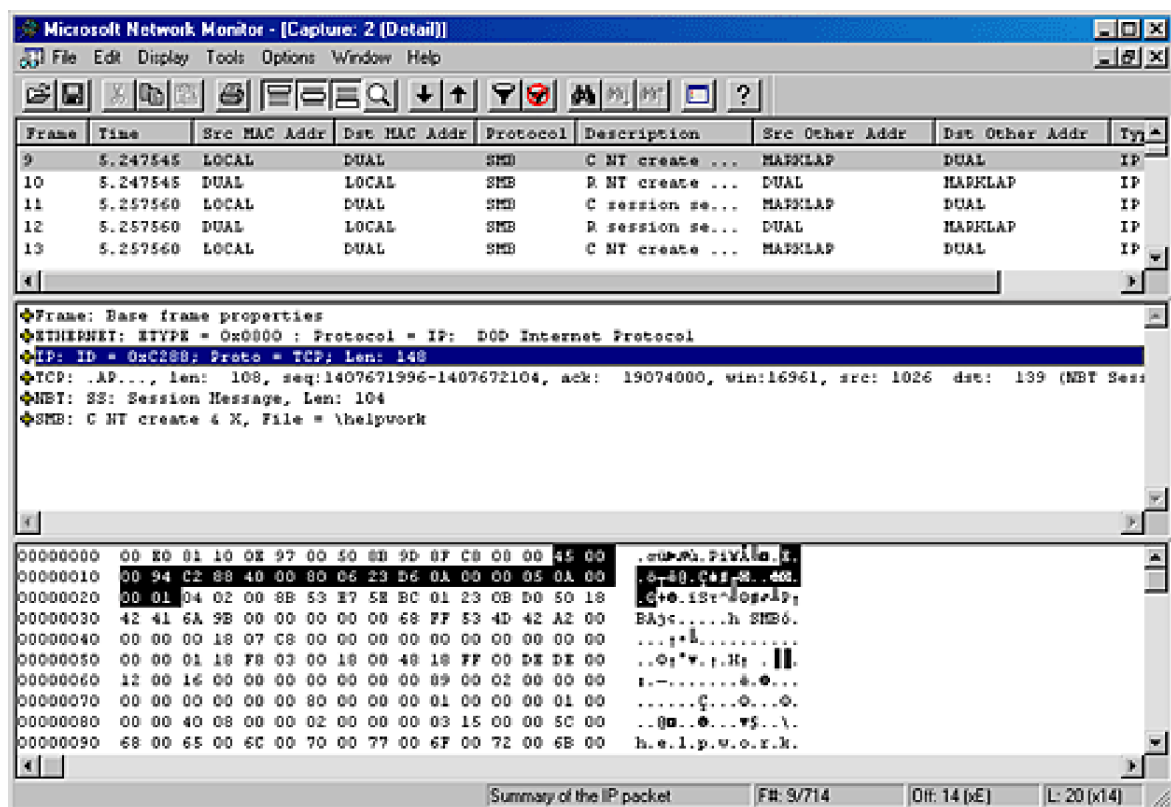 Microsoft Network Monitor - [Capture: 2 (Detail)]
File Edit Display Tools Options Window Help
Frame Time Src MAC Addr Dst MAC Addr Protocol Description Src Other Addr Dst Other Addr Typ
9 5.247545 LOCAL DUAL SMB C NT create ... MARKLAP DUAL IP
10 5.247545 DUAL LOCAL SMB R NT create ... DUAL MARKLAP IP
11 5.257560 LOCAL DUAL SMB C session se... MARKLAP DUAL IP
12 5.257560 DUAL LOCAL SMB R session se... DUAL MARKLAP IP
13 5.257560 LOCAL DUAL SMB C NT create ... MARKLAP DUAL IP
Frame: Base frame properties
ETHERNET: ETYPE = 0x0800 : Protocol = IP: DOD Internet Protocol
IP: ID = 0xC288; Proto = TCP; Len: 148
TCP: .AP..., len: 108, seq:1407671996-1407672104, ack: 19074000, win:16961, src: 1026 dst: 139 (NBT Sess
NBT: SS: Session Message, Len: 104
SMB: C NT create & X, File = \helpwork
00000000 00 E0 81 10 0E 97 00 50 8B 9D 8F C8 08 00 45 00
00000010 00 94 C2 88 40 00 80 06 23 D6 0A 00 00 05 0A 00
00000020 00 01 04 02 00 8B 53 E7 5E BC 01 23 0B D0 50 18
00000030 42 41 6A 9B 00 00 00 00 00 68 FF 53 4D 42 A2 00 h SMB
00000040 00 00 00 18 07 C8 00 00 00 00 00 00 00 00 00 00
00000050 00 00 01 18 F8 03 00 18 00 48 18 FF 00 DE DE 00
00000060 12 00 16 00 00 00 00 00 00 00 89 00 02 00 00 00
00000070 00 00 00 00 00 00 80 00 00 00 01 00 00 00 01 00
00000080 00 00 40 08 00 00 02 00 00 00 03 15 00 00 5C 00
00000090 68 00 65 00 6C 00 70 00 77 00 6F 00 72 00 6B 00 h.e.l.p.w.o.r.k.
Summary of the IP packet F#: 9/714 Off: 14 (xE) L: 20 (x14)